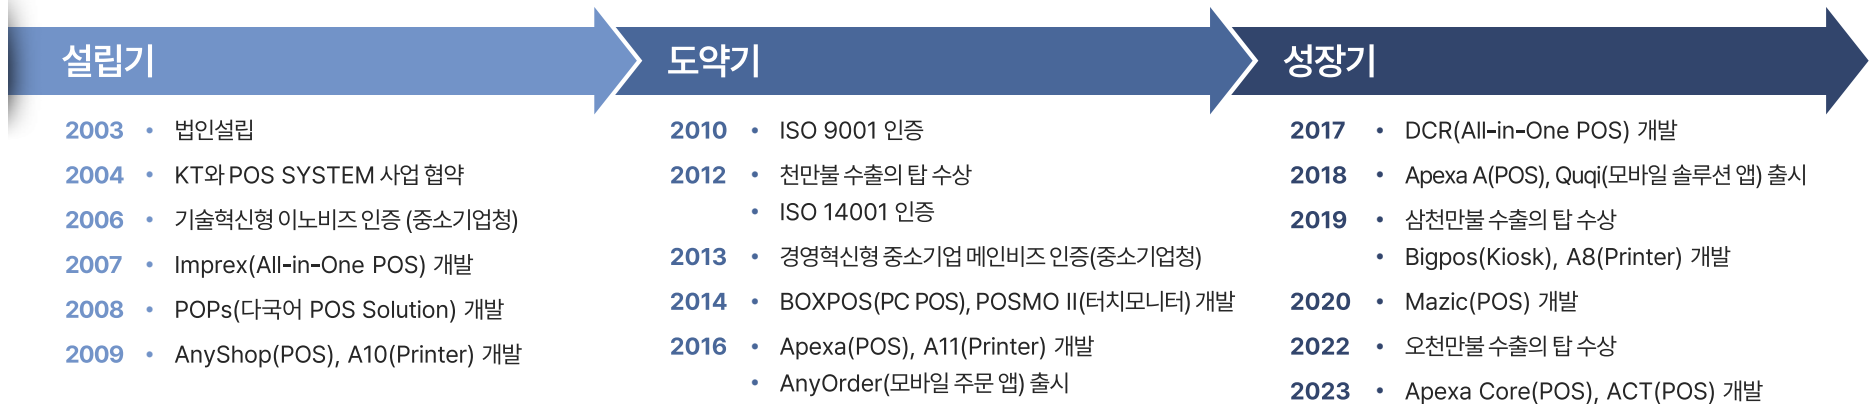 설립기
2003 • 법인설립
2004 • KT와 POS SYSTEM 사업 협약
2006 • 기술혁신형 이노비즈 인증 (중소기업청)
2007 • Imprex(All-in-One POS) 개발
2008 • POPs(다국어 POS Solution) 개발
2009 • AnyShop(POS), A10(Printer) 개발
도약기
2010 • ISO 9001 인증
2012 • 천만불 수출의 탑 수상
• ISO 14001 인증
2013 • 경영혁신형 중소기업 메인비즈 인증(중소기업청)
2014 • BOXPOS(PC POS), POSMO II(터치모니터) 개발
2016 • Apexa(POS), A11(Printer) 개발
• AnyOrder(모바일 주문 앱) 출시
성장기
2017 • DCR(All-in-One POS) 개발
2018 • Apexa A(POS), Quqi(모바일 솔루션 앱) 출시
2019 • 삼천만불 수출의 탑 수상
• Bigpos(Kiosk), A8(Printer) 개발
2020 • Mazic(POS) 개발
2022 • 오천만불 수출의 탑 수상
2023 • Apexa Core(POS), ACT(POS) 개발